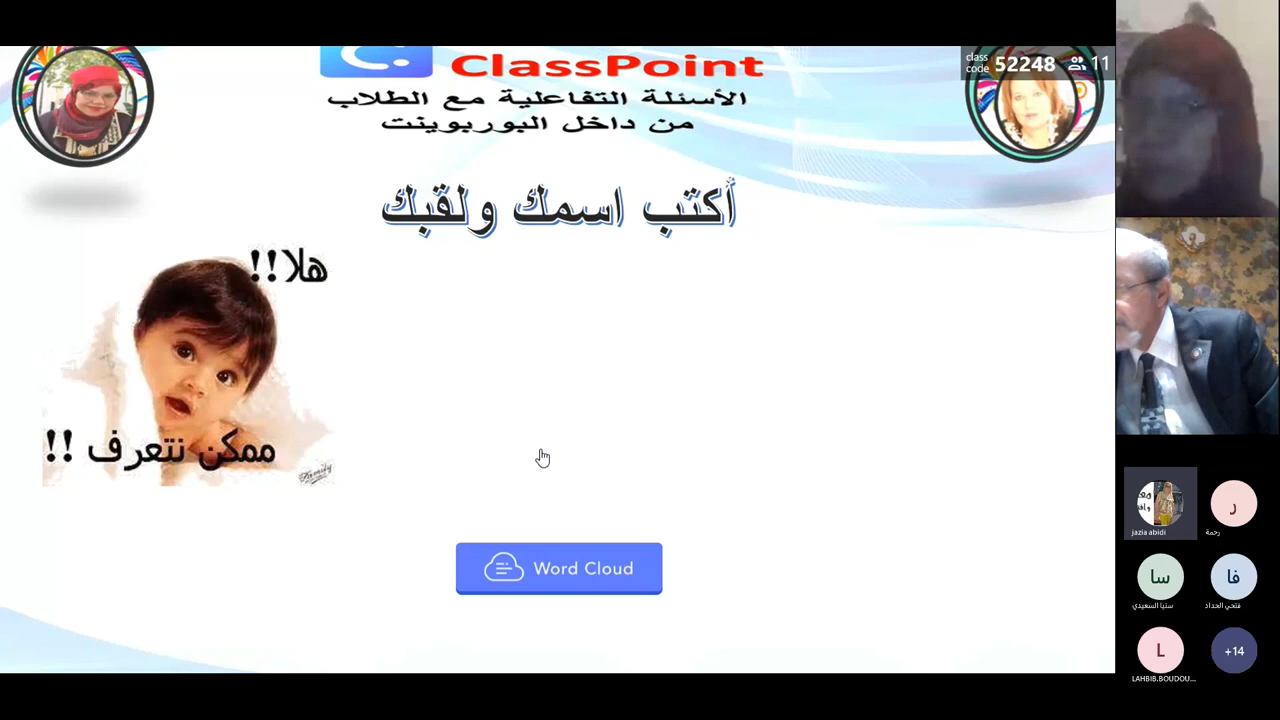 ClassPoint
class code 52248 11
الأسئلة التفاعلية مع الطلاب
من داخل البوربوينت
أكتب اسمك ولقبك
هلا!!
ممكن نتعرف !!
Word Cloud
jazia abidi
ر
رحمة
سا
سنيا السعيدي
فا
فتحي الحداد
L
LAHBIB.BOUDOU...
+14